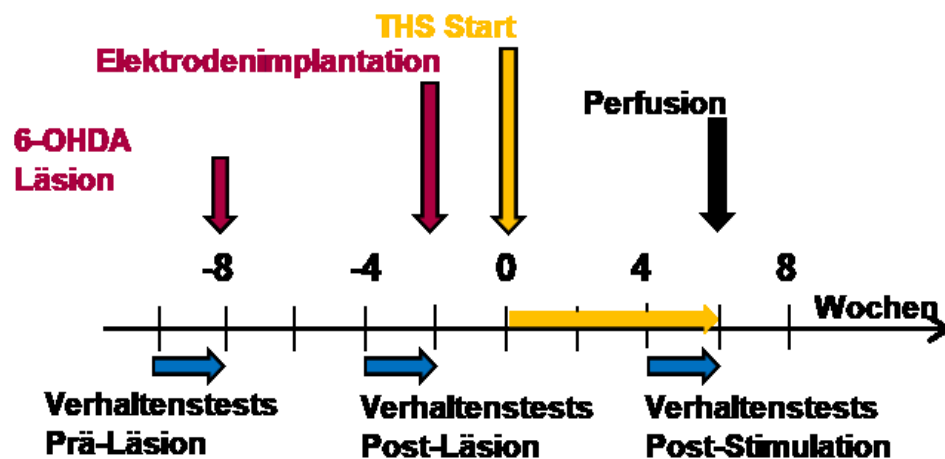 THS Start
Elektrodenimplantation
Perfusion
6-OHDA
Läsion
-8 -4 0 4 8
Wochen
Verhaltenstests Verhaltenstests Verhaltenstests
Prä-Läsion Post-Läsion Post-Stimulation